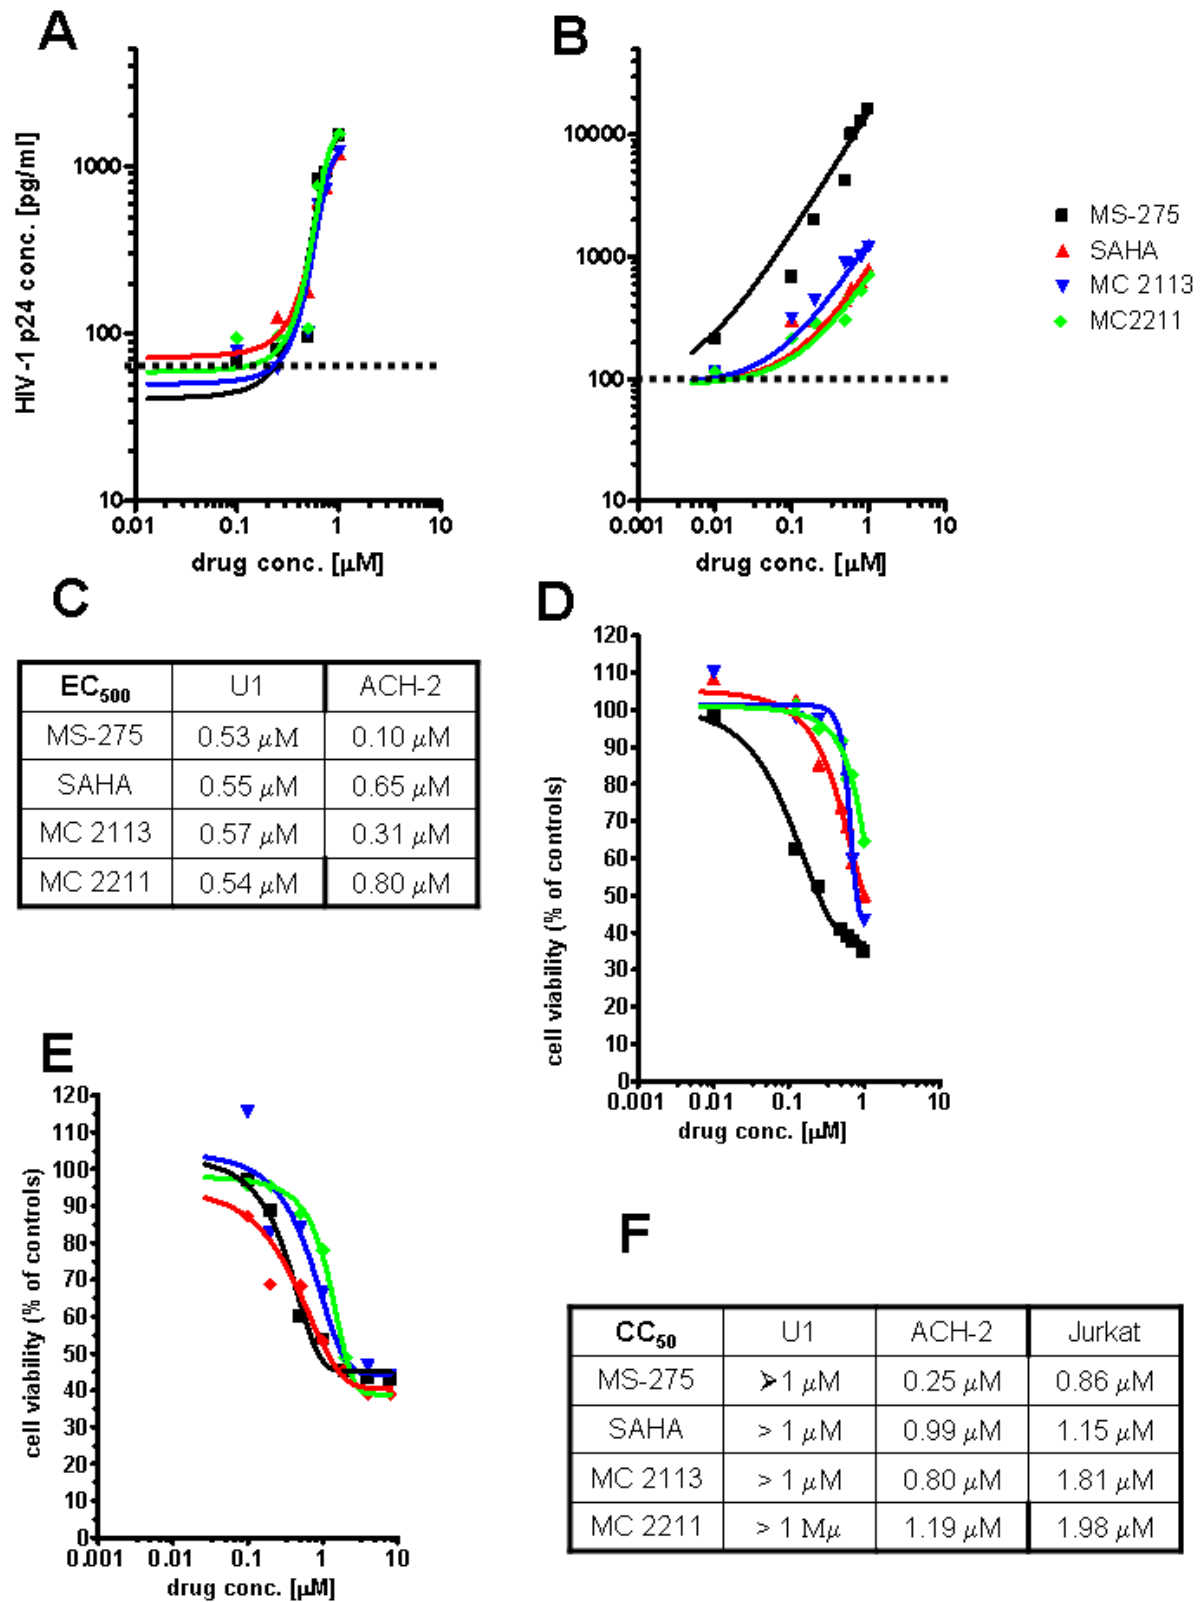 A
B
HIV-1 p24 conc. [pg/ml]
1000
100
10
0.01 0.1 1 10
drug conc. [μM]
10000
1000
100
10
0.001 0.01 0.1 1 10
drug conc. [μM]
MS-275
SAHA
MC 2113
MC2211
C
EC500 U1 ACH-2
MS-275 0.53 μM 0.10 μM
SAHA 0.55 μM 0.65 μM
MC 2113 0.57 μM 0.31 μM
MC 2211 0.54 μM 0.80 μM
D
cell viability (% of controls)
120
110
100
90
80
70
60
50
40
30
20
10
0
0.001 0.01 0.1 1 10
drug conc. [μM]
E
cell viability (% of controls)
120
110
100
90
80
70
60
50
40
30
20
10
0
0.001 0.01 0.1 1 10
drug conc. [μM]
F
CC50 U1 ACH-2 Jurkat
MS-275 ➢1 μM 0.25 μM 0.86 μM
SAHA > 1 μM 0.99 μM 1.15 μM
MC 2113 > 1 μM 0.80 μM 1.81 μM
MC 2211 > 1 Mμ 1.19 μM 1.98 μM